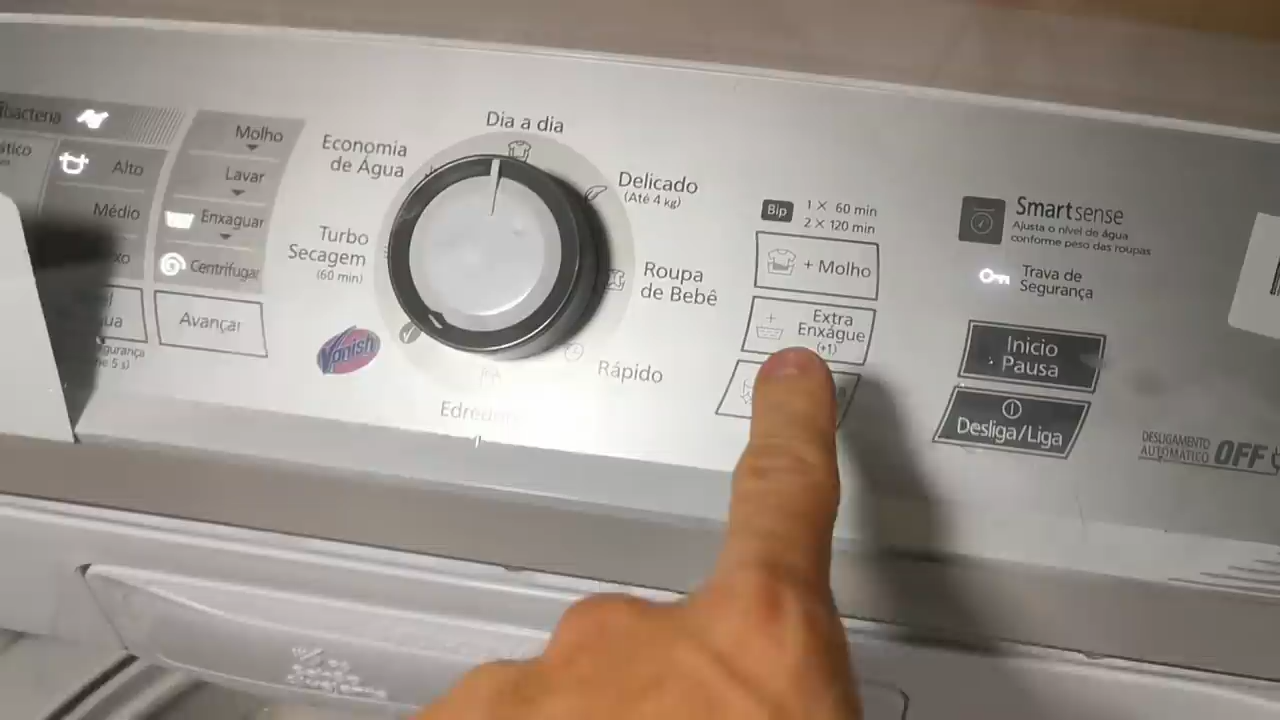 bacteria
Alto
Médio
Avançar
Molho
Lavar
Enxaguar
Centrifugar
Economia
de Água
Turbo
Secagem
(60 min)
Vanish
Dia a dia
Delicado
(Até 4 kg)
Roupa
de Bebê
Rápido
Bip
1 X 60 min
2 X 120 min
+ Molho
Extra
Enxágue
(+1)
Smartsense
Ajusta o nível de água
conforme peso das roupas
Trava de
Segurança
Inicio
Pausa
Desliga/Liga
DESLIGAMENTO
AUTOMÁTICO
OFF